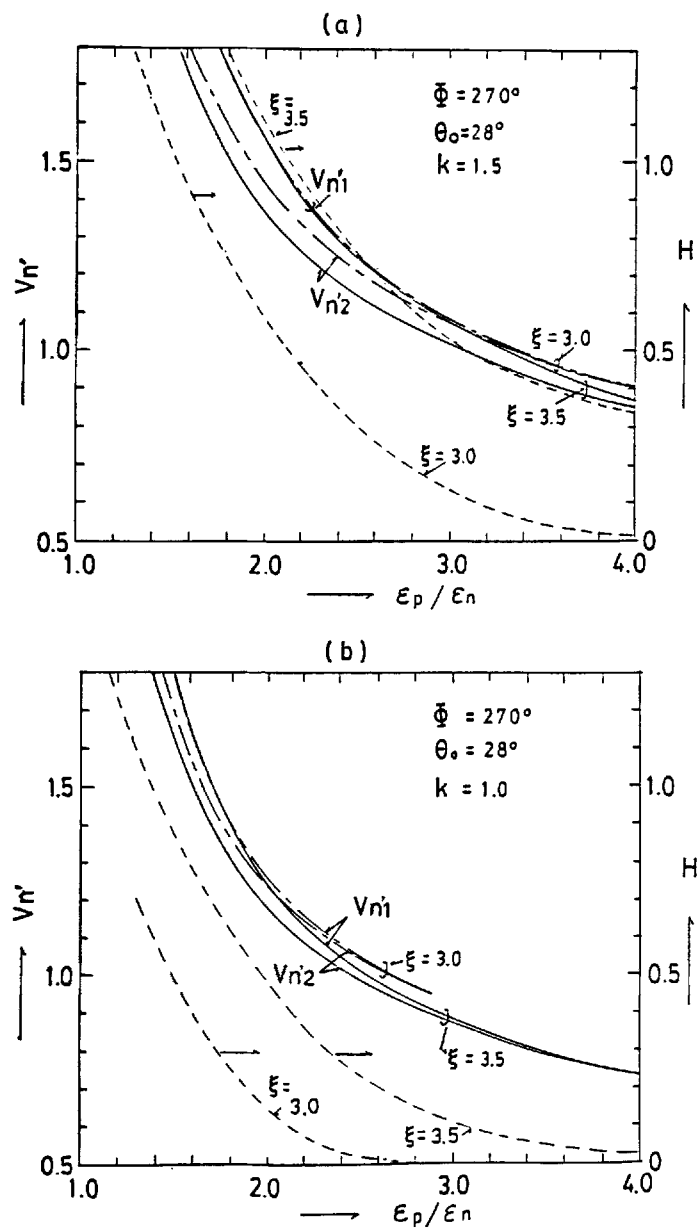 (a)
Φ = 270°
θ₀ = 28°
k = 1.5
ξ =
3.5
Vn'1
Vn'2
ξ = 3.0
ξ = 3.5
ξ = 3.0
1.5
1.0
0.5
Vn'
1.0
0.5
0
H
1.0
2.0
3.0
4.0
εp / εn
(b)
Φ = 270°
θ₀ = 28°
k = 1.0
Vn'1
Vn'2
ξ = 3.0
ξ = 3.5
ξ =
3.0
ξ = 3.5
1.5
1.0
0.5
Vn'
1.0
0.5
0
H
1.0
2.0
3.0
4.0
εp / εn